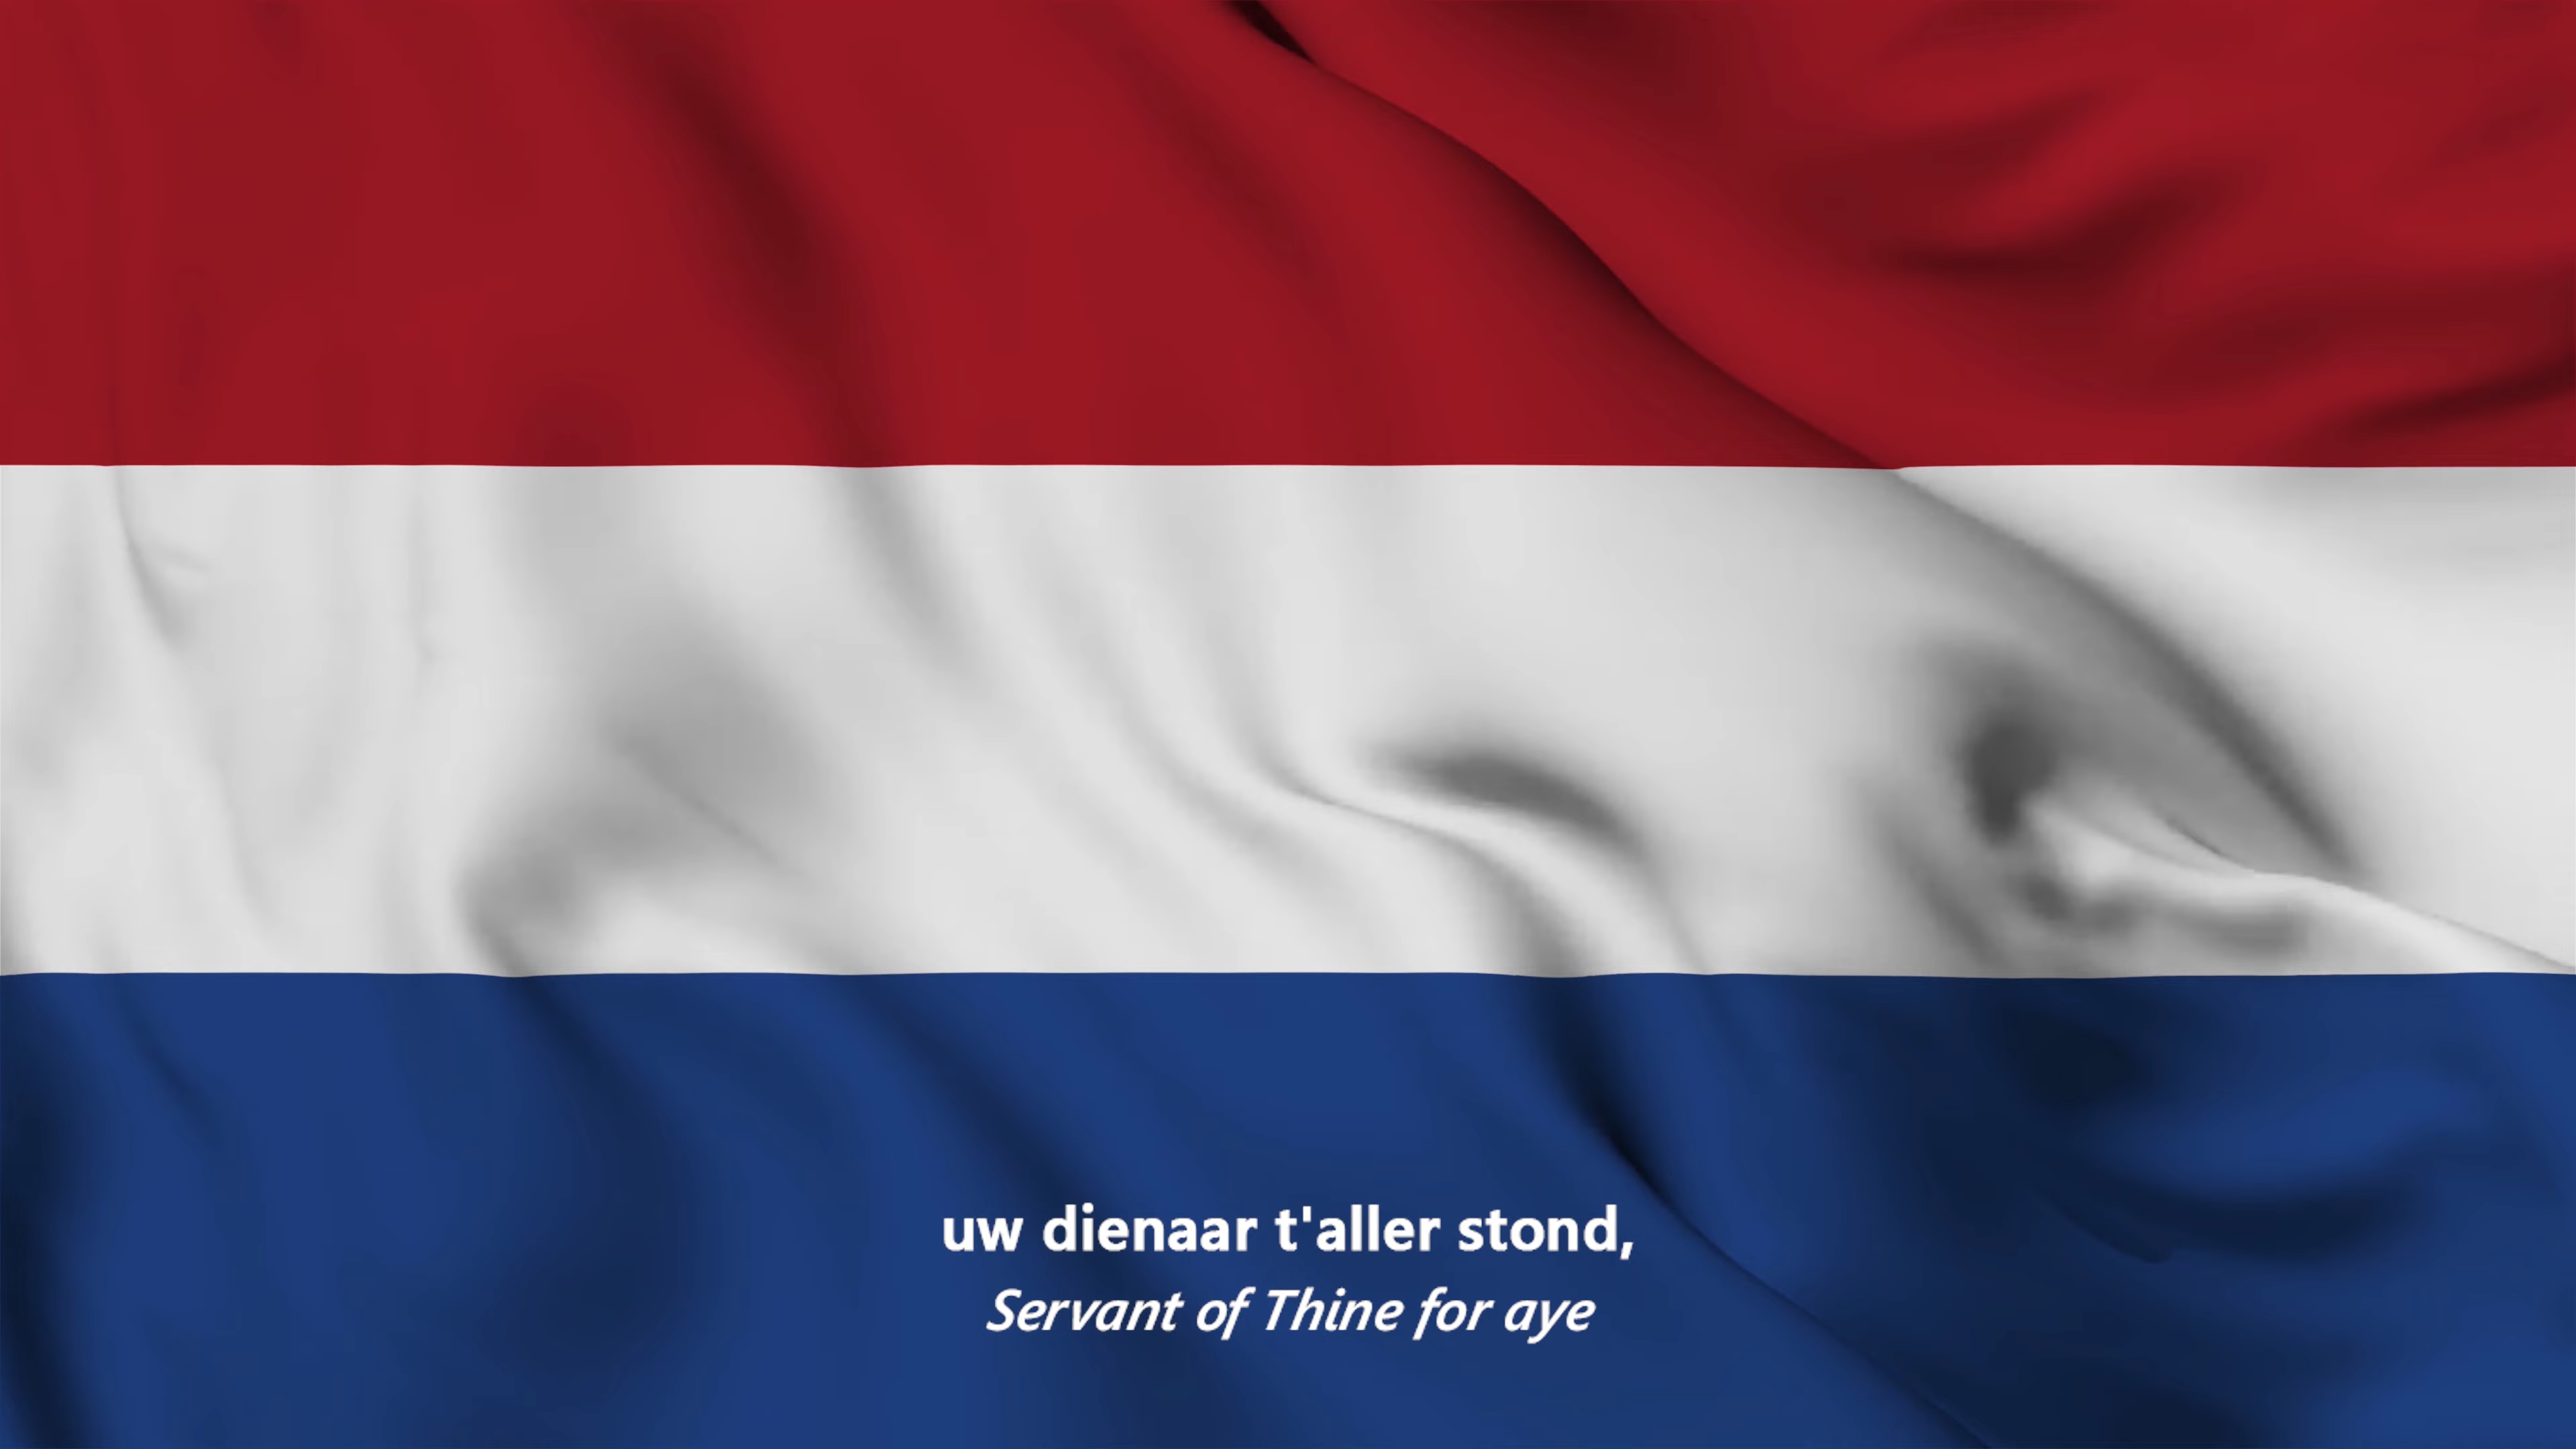 uw dienaar t'aller stond,
Servant of Thine for aye